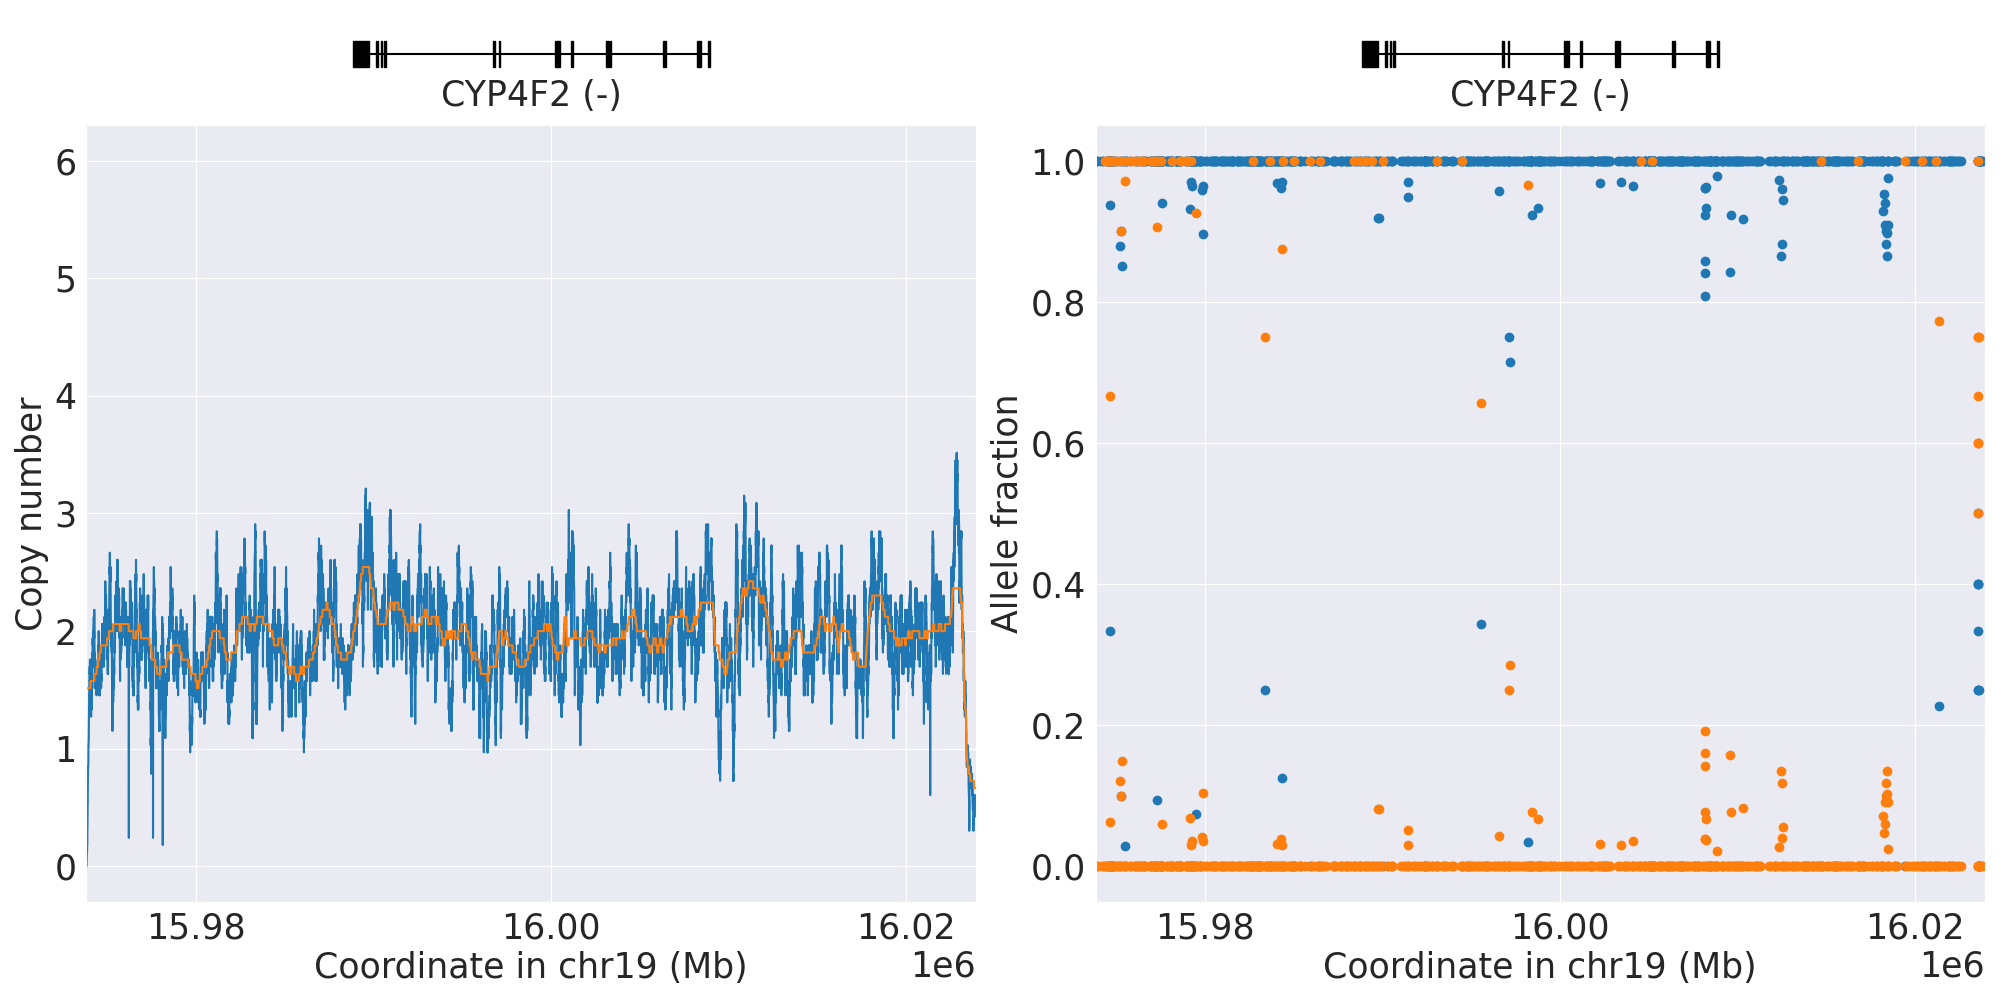 CYP4F2 (-)
6
5
4
3
2
1
0
Copy number
15.98
16.00
16.02
Coordinate in chr19 (Mb)
1e6
CYP4F2 (-)
1.0
0.8
0.6
0.4
0.2
0.0
Allele fraction
15.98
16.00
16.02
Coordinate in chr19 (Mb)
1e6